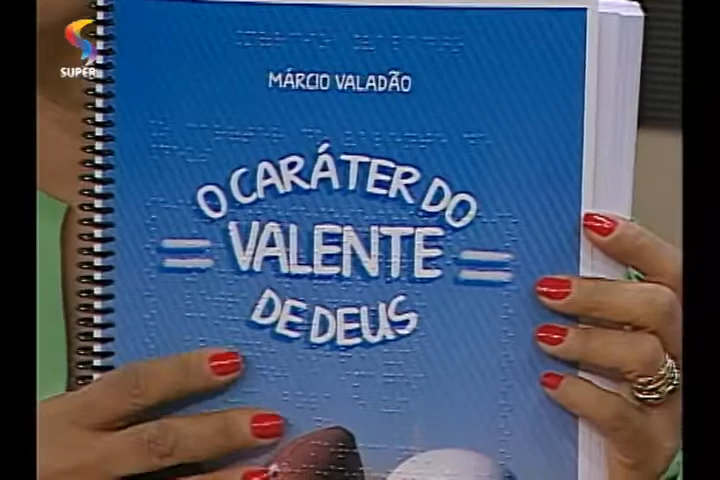 SUPER
MÁRCIO VALADÃO
O CARÁTER DO
VALENTE
DE DEUS